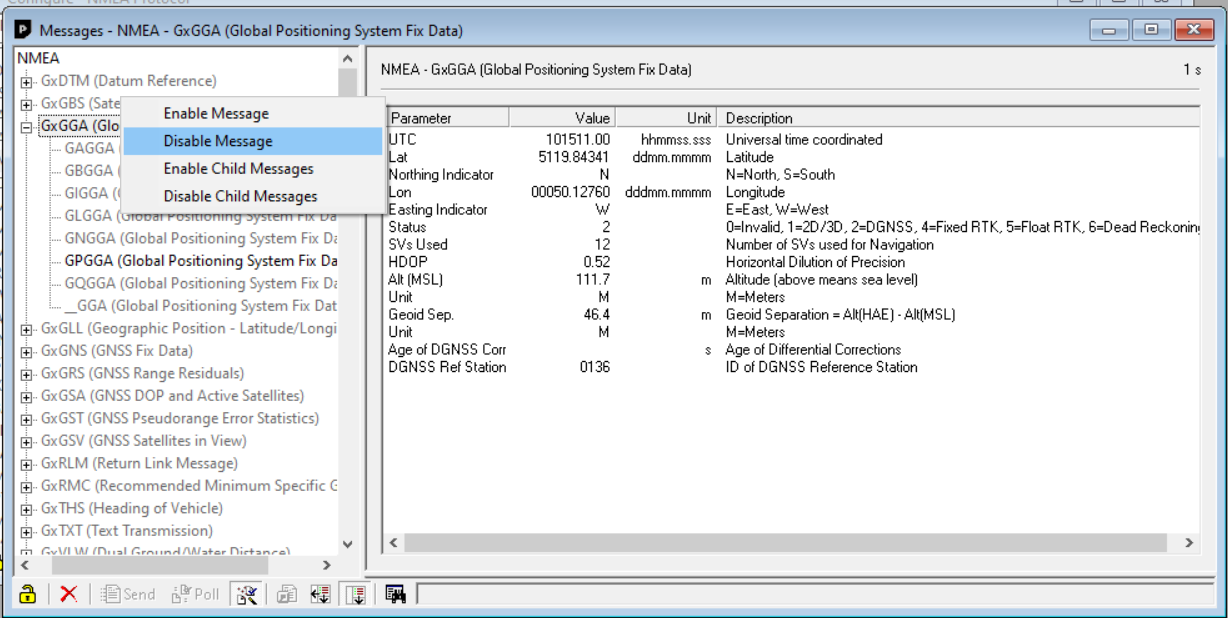 Configure - NMEA Protocol
Messages - NMEA - GxGGA (Global Positioning System Fix Data)
NMEA
GxDTM (Datum Reference)
GxGBS (Sate
GxGGA (Glo
GAGGA
GBGGA
GIGGA
GLGGA (Global Positioning System Fix Da
GNGGA (Global Positioning System Fix Da
GPGGA (Global Positioning System Fix Da
GQGGA (Global Positioning System Fix Da
__GGA (Global Positioning System Fix Dat
GxGLL (Geographic Position - Latitude/Longi
GxGNS (GNSS Fix Data)
GxGRS (GNSS Range Residuals)
GxGSA (GNSS DOP and Active Satellites)
GxGST (GNSS Pseudorange Error Statistics)
GxGSV (GNSS Satellites in View)
GxRLM (Return Link Message)
GxRMC (Recommended Minimum Specific G
GxTHS (Heading of Vehicle)
GxTXT (Text Transmission)
GxVLW (Dual Ground/Water Distance)
Enable Message
Disable Message
Enable Child Messages
Disable Child Messages
NMEA - GxGGA (Global Positioning System Fix Data) 1 s
Parameter Value Unit Description
UTC 101511.00 hhmmss.sss Universal time coordinated
Lat 5119.84341 ddmm.mmmm Latitude
Northing Indicator N N=North, S=South
Lon 00050.12760 dddmm.mmmm Longitude
Easting Indicator W E=East, W=West
Status 2 0=Invalid, 1=2D/3D, 2=DGNSS, 4=Fixed RTK, 5=Float RTK, 6=Dead Reckoning
SVs Used 12 Number of SVs used for Navigation
HDOP 0.52 Horizontal Dilution of Precision
Alt (MSL) 111.7 m Altitude (above means sea level)
Unit M M=Meters
Geoid Sep. 46.4 m Geoid Separation = Alt(HAE) - Alt(MSL)
Unit M M=Meters
Age of DGNSS Corr s Age of Differential Corrections
DGNSS Ref Station 0136 ID of DGNSS Reference Station
Send Poll